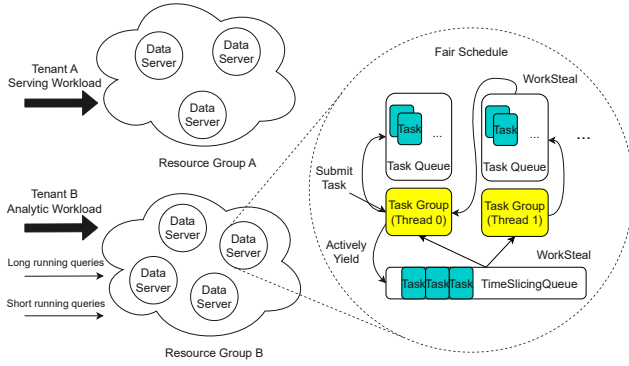 Tenant A
Serving Workload
Data
Server
Data
Server
Data
Server
Resource Group A
Tenant B
Analytic Workload
Long running queries
Short running queries
Data
Server
Data
Server
Data
Server
Data
Server
Resource Group B
Fair Schedule
WorkSteal
Task
...
Task Queue
Task
...
Task Queue
...
Submit
Task
Task Group
(Thread 0)
Task Group
(Thread 1)
Actively
Yield
WorkSteal
Task Task Task TimeSlicingQueue